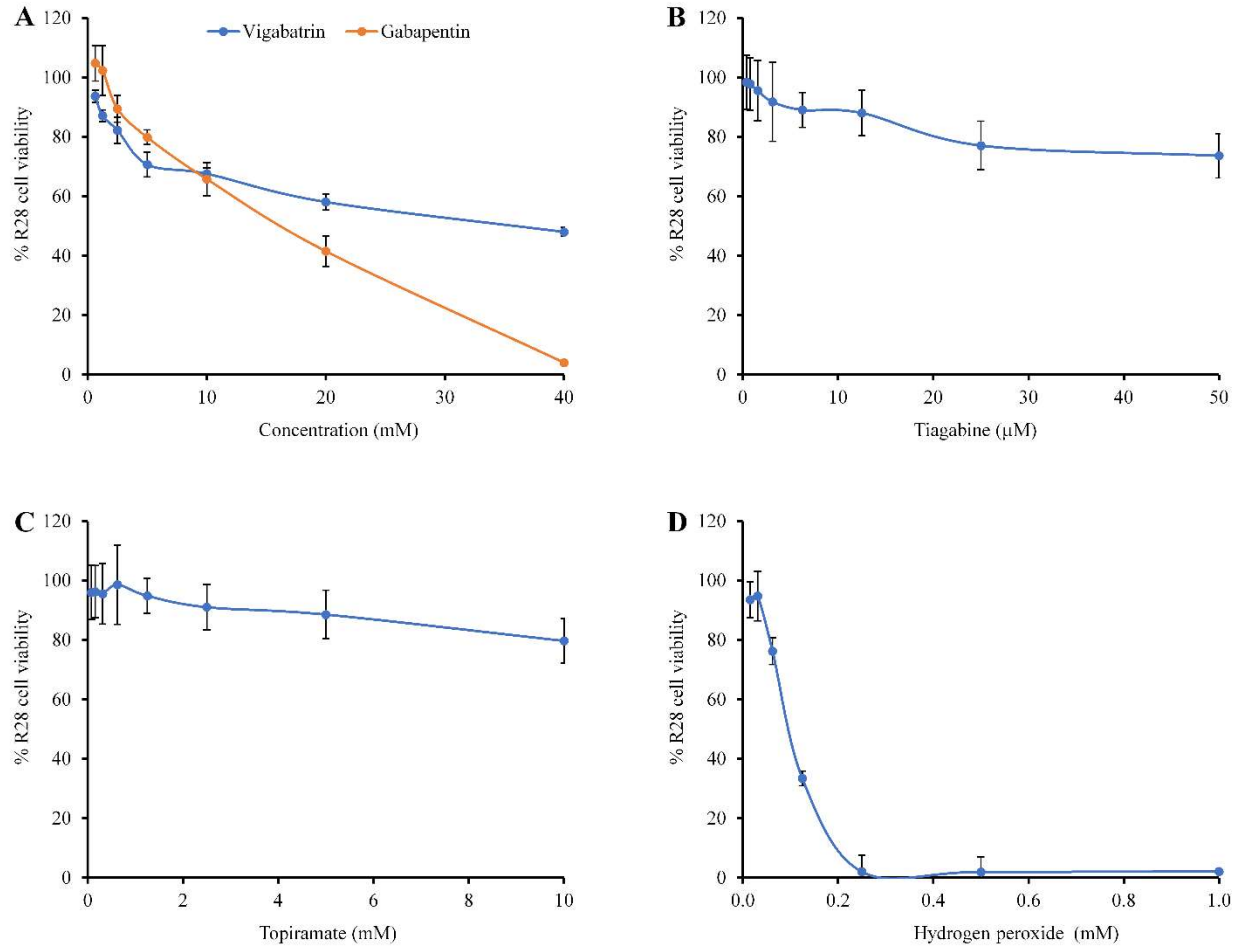 A
Vigabatrin Gabapentin
120
100
80
60
40
20
0
% R28 cell viability
0 10 20 30 40
Concentration (mM)
B
120
100
80
60
40
20
0
% R28 cell viability
0 10 20 30 40 50
Tiagabine (µM)
C
120
100
80
60
40
20
0
% R28 cell viability
0 2 4 6 8 10
Topiramate (mM)
D
120
100
80
60
40
20
0
% R28 cell viability
0.0 0.2 0.4 0.6 0.8 1.0
Hydrogen peroxide (mM)